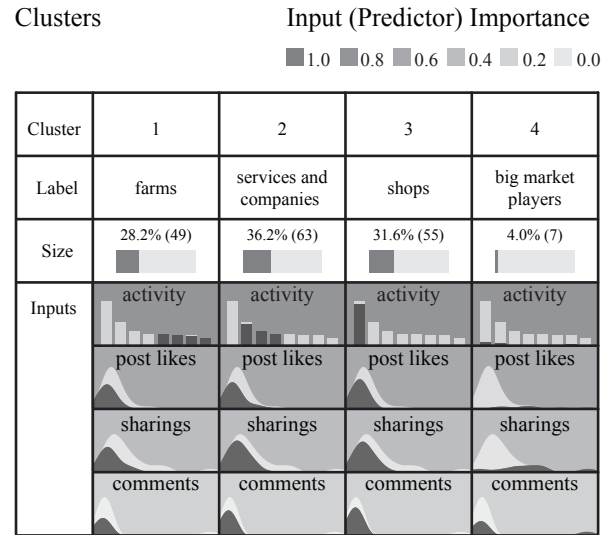 Clusters Input (Predictor) Importance
1.0 0.8 0.6 0.4 0.2 0.0
Cluster 1 2 3 4
Label farms services and companies shops big market players
Size 28.2% (49) 36.2% (63) 31.6% (55) 4.0% (7)
Inputs activity activity activity activity
post likes post likes post likes post likes
sharings sharings sharings sharings
comments comments comments comments